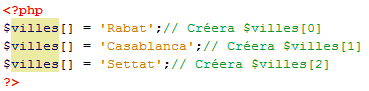 <?php
$villes[] = 'Rabat';// Créera $villes[0]
$villes[] = 'Casablanca';// Créera $villes[1]
$villes[] = 'Settat';// Créera $villes[2]
?>